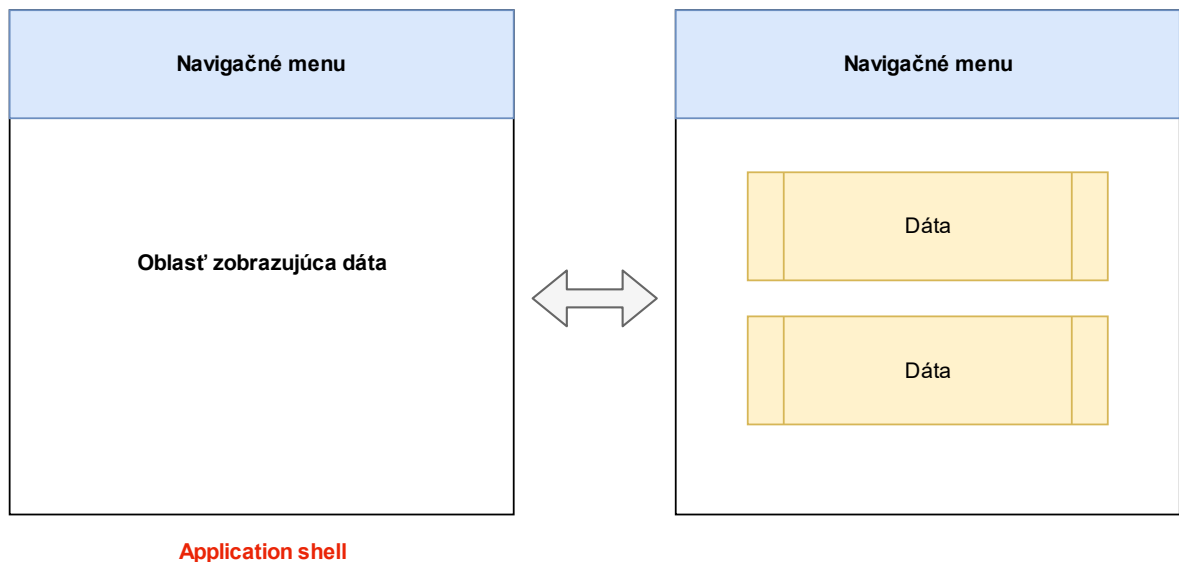 Navigačné menu
Oblasť zobrazujúca dáta
Application shell
Navigačné menu
Dáta
Dáta